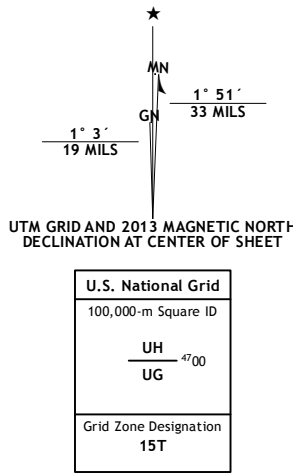 ★
MN
1° 51´
33 MILS
GN
1° 3´
19 MILS
UTM GRID AND 2013 MAGNETIC NORTH
DECLINATION AT CENTER OF SHEET
U.S. National Grid
100,000-m Square ID
UH
4700
UG
Grid Zone Designation
15T